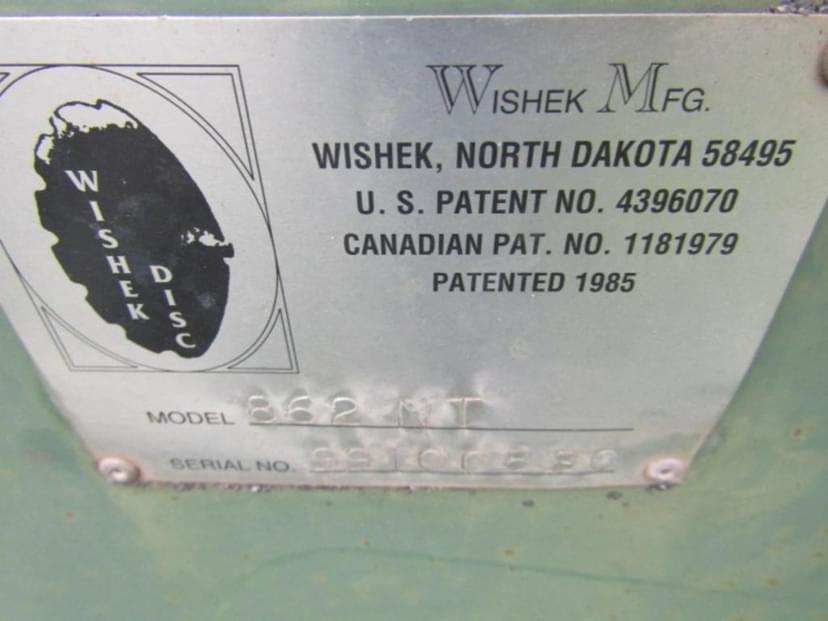 WISHEK DISC
WISHEK MFG.
WISHEK, NORTH DAKOTA 58495
U. S. PATENT NO. 4396070
CANADIAN PAT. NO. 1181979
PATENTED 1985
MODEL 862 NT
SERIAL NO.